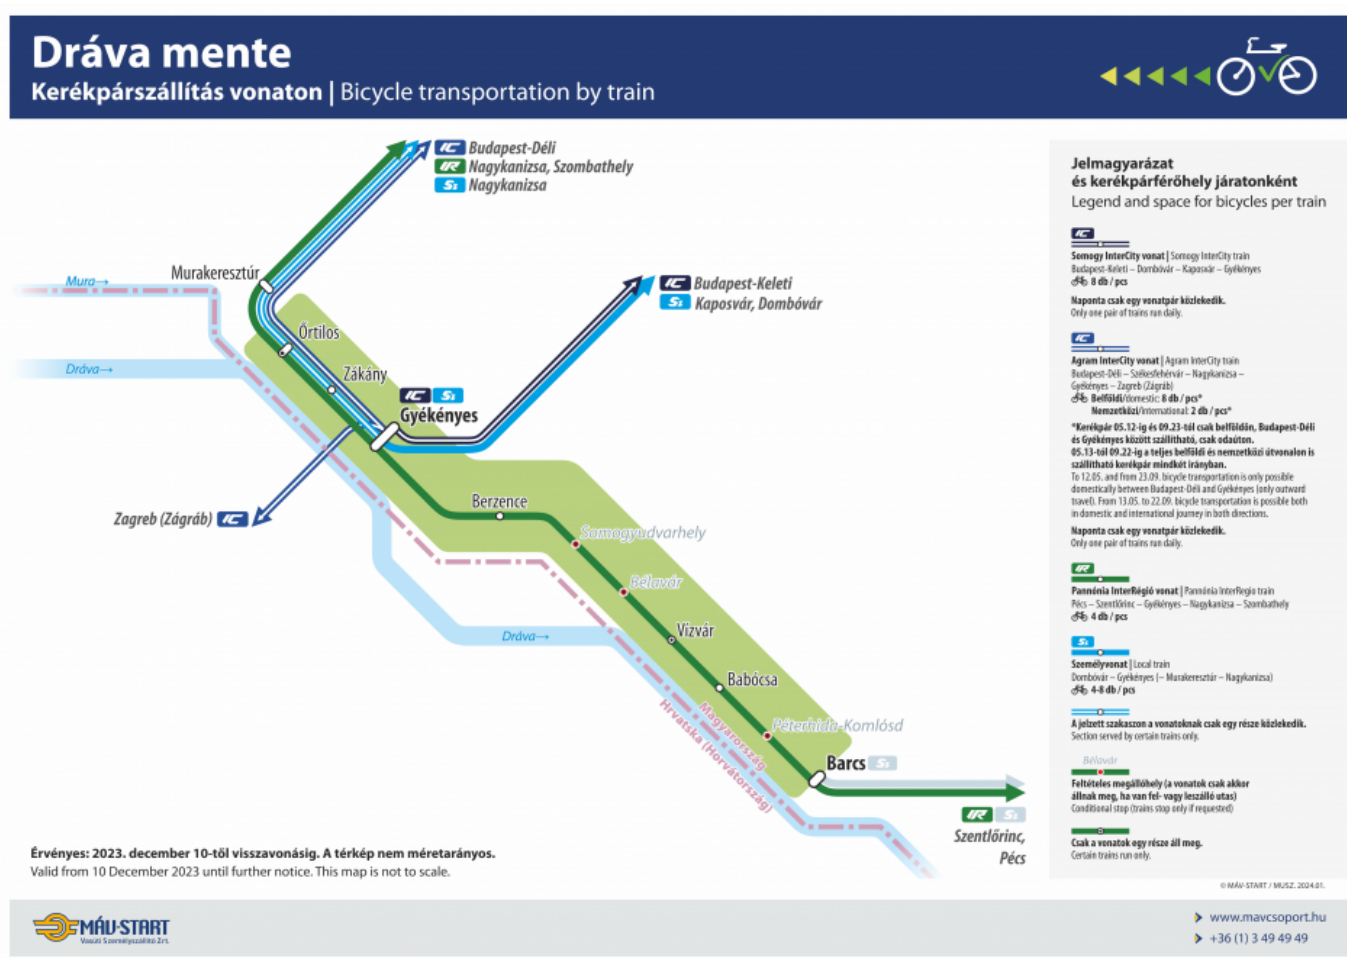 Dráva mente
Kerékpárszállítás vonaton | Bicycle transportation by train
IC Budapest-Déli
IR Nagykanizsa, Szombathely
S Nagykanizsa
Murakeresztúr
Mura→
Őrtilos
Dráva→
Zákány
IC S
Gyékényes
IC Budapest-Keleti
S Kaposvár, Dombóvár
Zagreb (Zágráb) IC
Berzence
Somogyudvarhely
Bélavár
Vízvár
Dráva→
Babócsa
Péterhida-Komlósd
Magyarország
Hrvatska (Horvátország)
Barcs S
IR S
Szentlőrinc,
Pécs
Érvényes: 2023. december 10-től visszavonásig. A térkép nem méretarányos.
Valid from 10 December 2023 until further notice. This map is not to scale.
Jelmagyarázat
és kerékpárférőhely járatonként
Legend and space for bicycles per train
IC
Somogy InterCity vonat | Somogy InterCity train
Budapest-Keleti – Dombóvár – Kaposvár – Gyékényes
8 db / pcs
Naponta csak egy vonatpár közlekedik.
Only one pair of trains run daily.
IC
Agram InterCity vonat | Agram InterCity train
Budapest-Déli – Székesfehérvár – Nagykanizsa –
Gyékényes – Zagreb (Zágráb)
Belföldi/domestic: 8 db / pcs*
Nemzetközi/international: 2 db / pcs*
*Kerékpár 05.12-ig és 09.23-tól csak belföldön, Budapest-Déli
és Gyékényes között szállítható, csak odaúton.
05.13-tól 09.22-ig a teljes belföldi és nemzetközi útvonalon is
szállítható kerékpár mindkét irányban.
To 12.05. and from 23.09. bicycle transportation is only possible
domestically between Budapest-Déli and Gyékényes (only outward
travel). From 13.05. to 22.09. bicycle transportation is possible both
in domestic and international journey in both directions.
Naponta csak egy vonatpár közlekedik.
Only one pair of trains run daily.
IR
Pannónia InterRégió vonat | Pannónia InterRegio train
Pécs – Szentlőrinc – Gyékényes – Nagykanizsa – Szombathely
4 db / pcs
S
Személyvonat | Local train
Dombóvár – Gyékényes (– Murakeresztúr – Nagykanizsa)
4-8 db / pcs
A jelzett szakaszon a vonatoknak csak egy része közlekedik.
Section served by certain trains only.
Bélavár
Feltételes megállóhely (a vonatok csak akkor
állnak meg, ha van fel- vagy leszálló utas)
Conditional stop (trains stop only if requested)
Csak a vonatok egy része áll meg.
Certain trains run only.
© MÁV-START / MUSZ. 2024.01.
MÁV-START
Vasúti Személyszállító Zrt.
www.mavcsoport.hu
+36 (1) 3 49 49 49